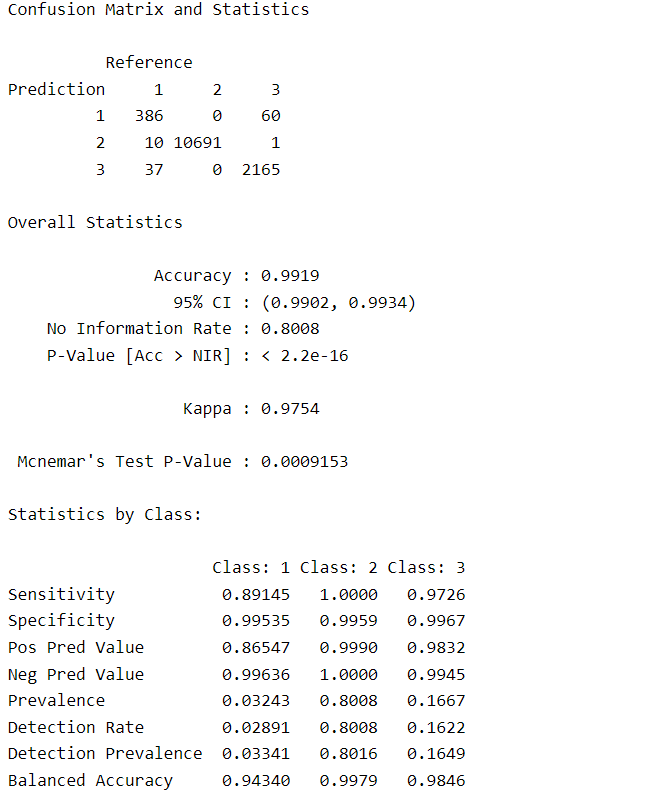 Confusion Matrix and Statistics
Reference
Prediction 1 2 3
1 386 0 60
2 10 10691 1
3 37 0 2165
Overall Statistics
Accuracy : 0.9919
95% CI : (0.9902, 0.9934)
No Information Rate : 0.8008
P-Value [Acc > NIR] : < 2.2e-16
Kappa : 0.9754
Mcnemar's Test P-Value : 0.0009153
Statistics by Class:
Class: 1 Class: 2 Class: 3
Sensitivity 0.89145 1.0000 0.9726
Specificity 0.99535 0.9959 0.9967
Pos Pred Value 0.86547 0.9990 0.9832
Neg Pred Value 0.99636 1.0000 0.9945
Prevalence 0.03243 0.8008 0.1667
Detection Rate 0.02891 0.8008 0.1622
Detection Prevalence 0.03341 0.8016 0.1649
Balanced Accuracy 0.94340 0.9979 0.9846